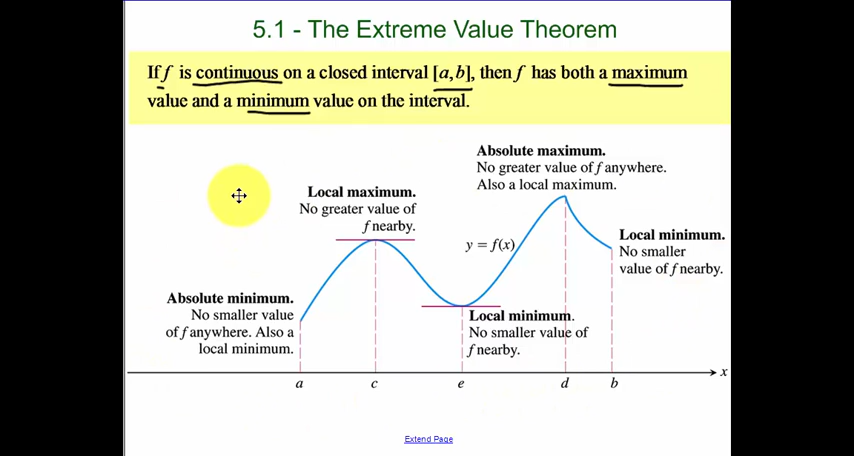 5.1 - The Extreme Value Theorem
If f is continuous on a closed interval [a,b], then f has both a maximum
value and a minimum value on the interval.
Absolute maximum.
No greater value of f anywhere.
Also a local maximum.
Local maximum.
No greater value of
f nearby.
y = f(x)
Local minimum.
No smaller
value of f nearby.
Absolute minimum.
No smaller value
of f anywhere. Also a
local minimum.
Local minimum.
No smaller value of
f nearby.
x
a c e d b
Extend Page